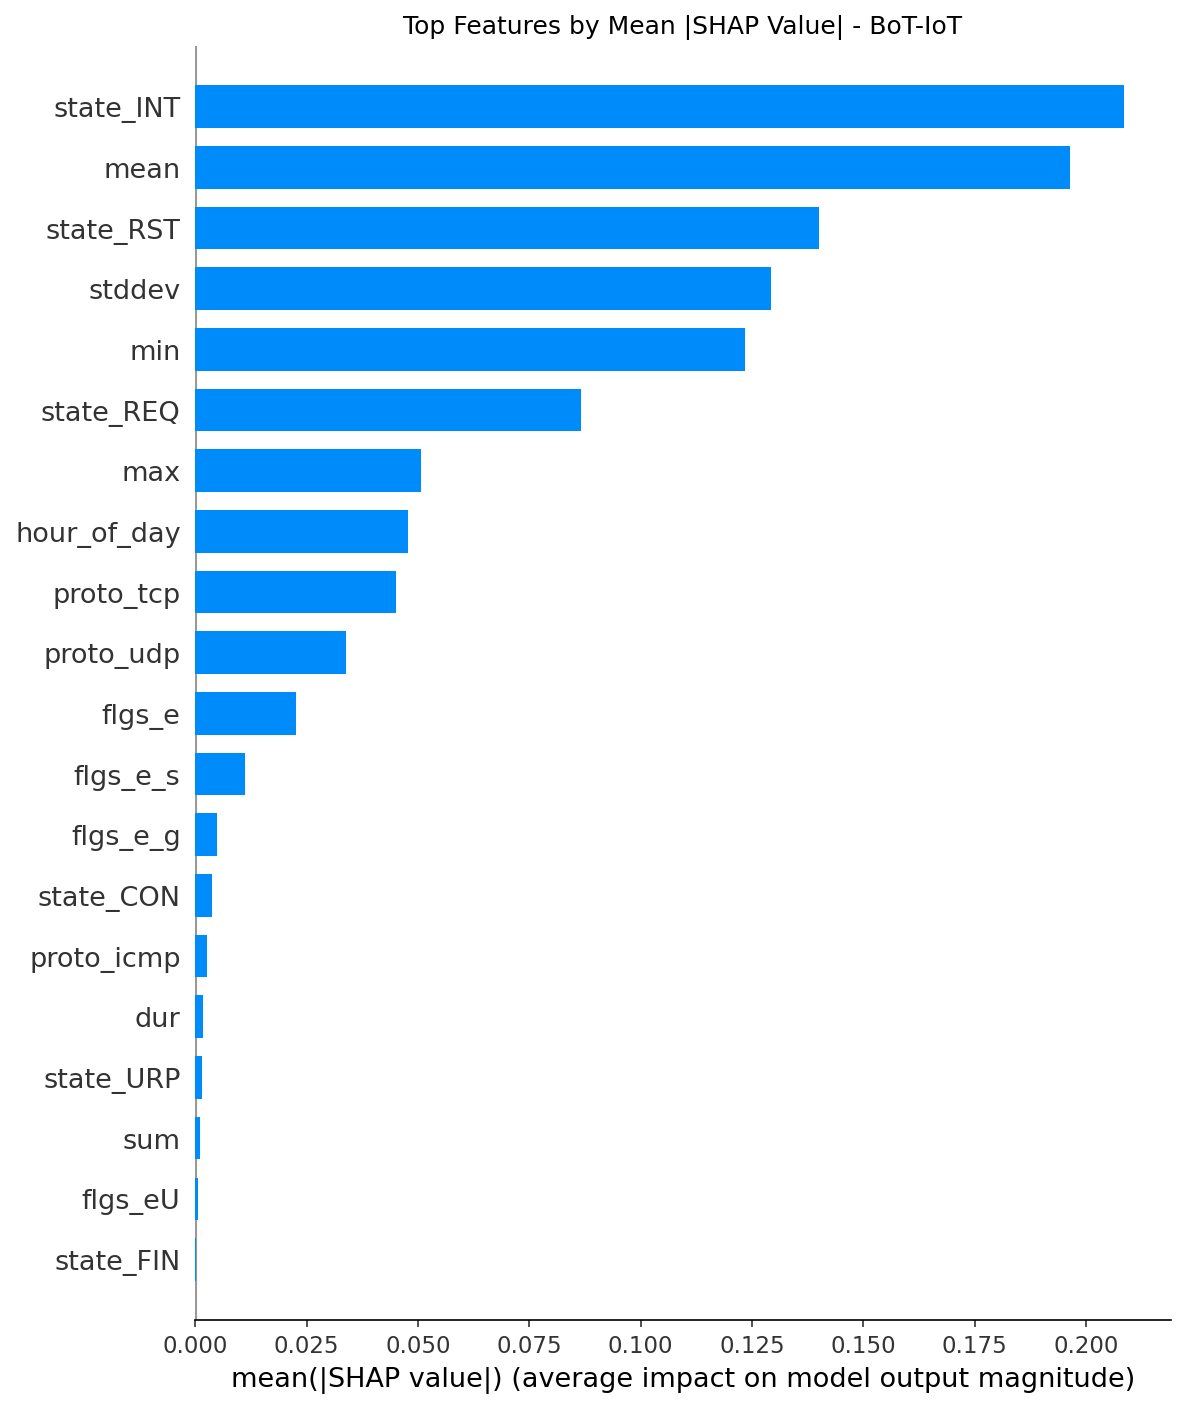 Top Features by Mean |SHAP Value| - BoT-IoT
state_INT
mean
state_RST
stddev
min
state_REQ
max
hour_of_day
proto_tcp
proto_udp
flgs_e
flgs_e_s
flgs_e_g
state_CON
proto_icmp
dur
state_URP
sum
flgs_eU
state_FIN
0.000 0.025 0.050 0.075 0.100 0.125 0.150 0.175 0.200
mean(|SHAP value|) (average impact on model output magnitude)